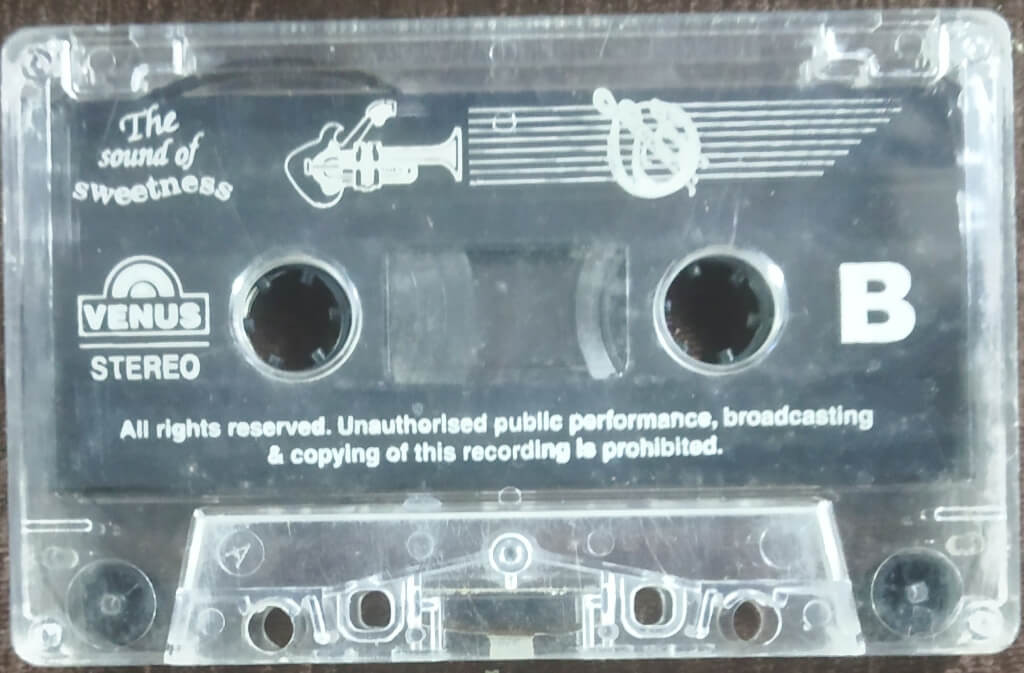 The
sound of
sweetness
VENUS
STEREO
B
All rights reserved. Unauthorised public performance, broadcasting
& copying of this recording is prohibited.
A